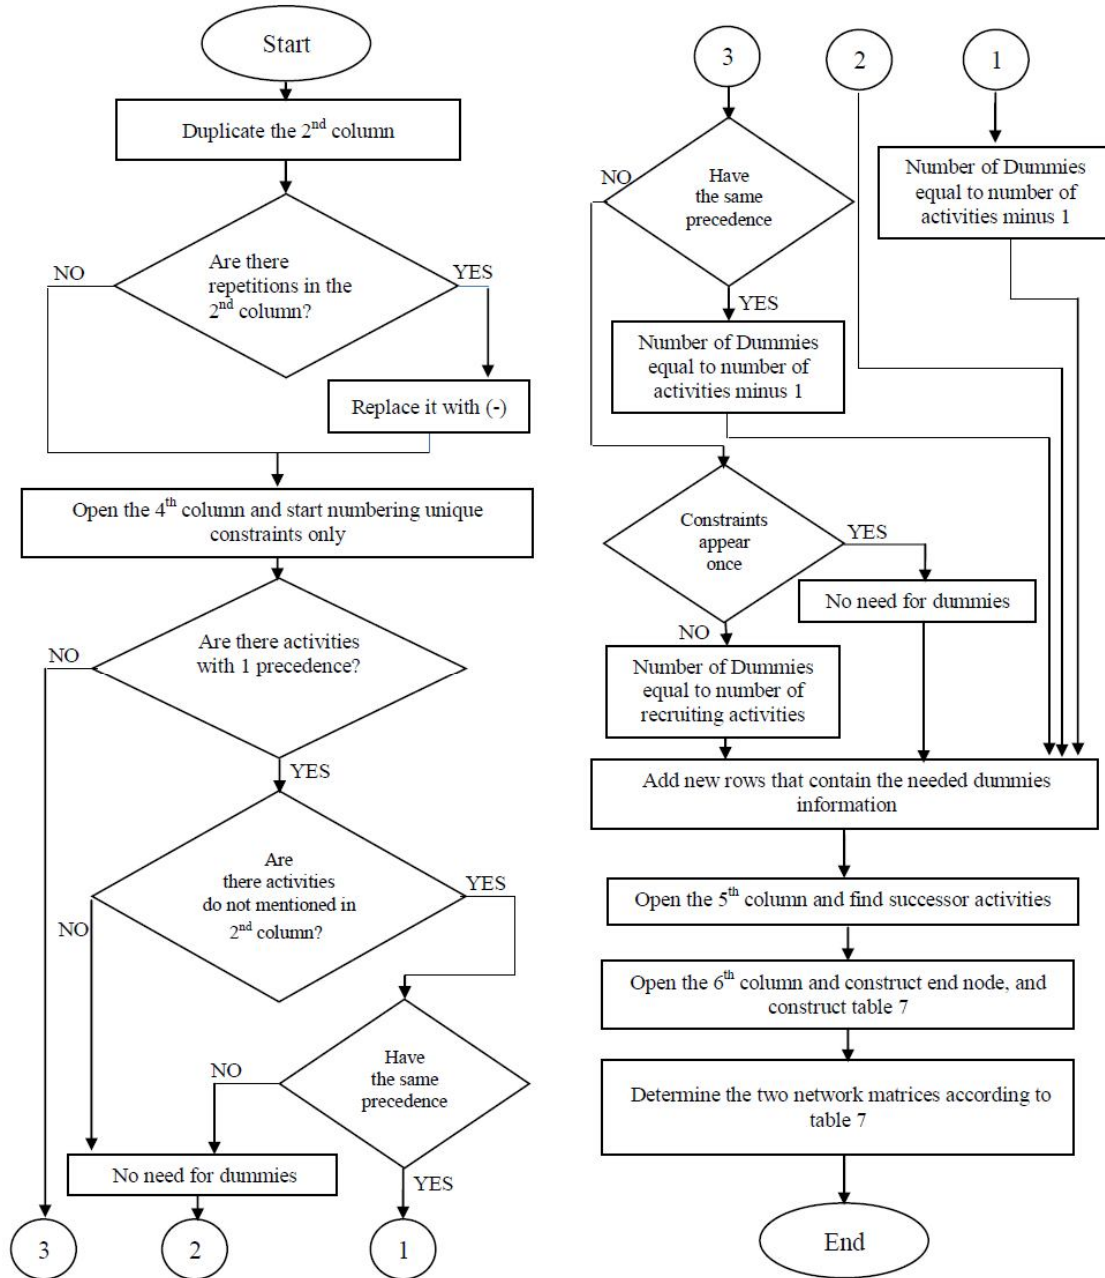 Start
Duplicate the 2nd column
Are there
repetitions in the
2nd column?
NO
YES
Replace it with (-)
Open the 4th column and start numbering unique
constraints only
Are there activities
with 1 precedence?
NO
YES
Are
there activities
do not mentioned in
2nd column?
YES
NO
Have
the same
precedence
NO
YES
No need for dummies
3
2
1
3
2
1
Have
the same
precedence
NO
YES
Number of Dummies
equal to number of
activities minus 1
Number of Dummies
equal to number of
activities minus 1
Constraints
appear
once
YES
No need for dummies
NO
Number of Dummies
equal to number of
recruiting activities
Add new rows that contain the needed dummies
information
Open the 5th column and find successor activities
Open the 6th column and construct end node, and
construct table 7
Determine the two network matrices according to
table 7
End